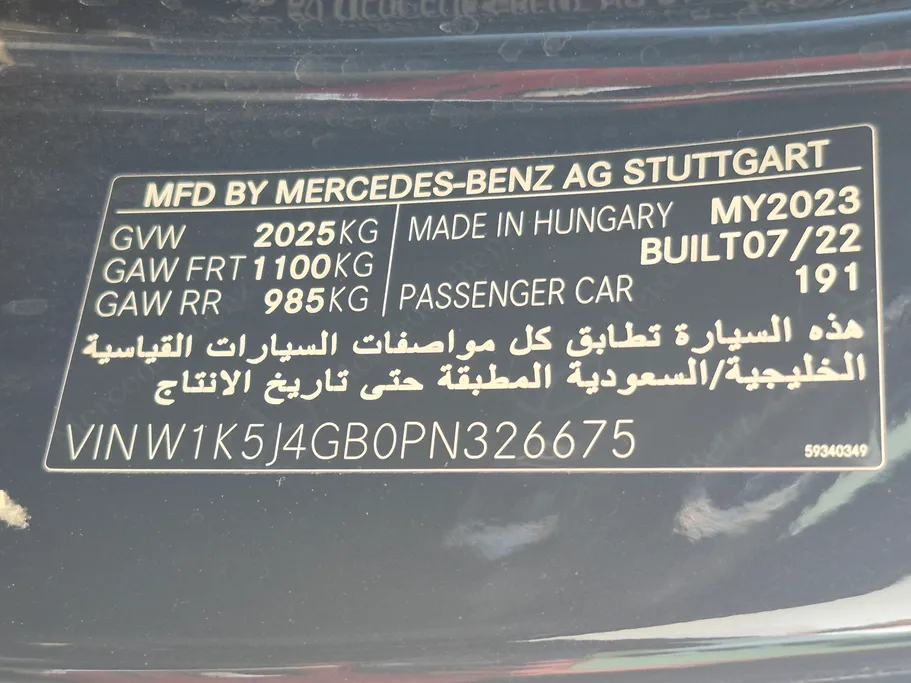 MFD BY MERCEDES-BENZ AG STUTTGART
GVW 2025KG
GAW FRT 1100KG
GAW RR 985KG
MADE IN HUNGARY MY2023
BUILT07/22
PASSENGER CAR 191
هذه السيارة تطابق كل مواصفات السيارات القياسية
الخليجية/السعودية المطبقة حتى تاريخ الانتاج
VIN W1K5J4GB0PN326675
59340349